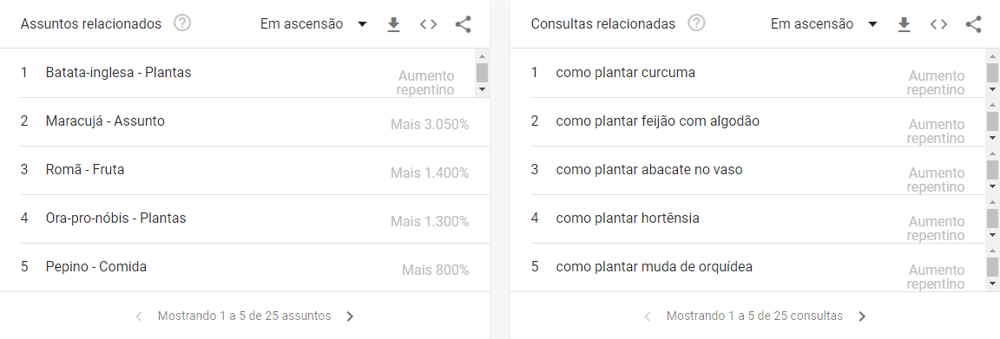 Assuntos relacionados
Em ascensão
1 Batata-inglesa - Plantas Aumento
repentino
2 Maracujá - Assunto Mais 3.050%
3 Romã - Fruta Mais 1.400%
4 Ora-pro-nóbis - Plantas Mais 1.300%
5 Pepino - Comida Mais 800%
Mostrando 1 a 5 de 25 assuntos
Consultas relacionadas
Em ascensão
1 como plantar curcuma Aumento
repentino
2 como plantar feijão com algodão Aumento
repentino
3 como plantar abacate no vaso Aumento
repentino
4 como plantar hortênsia Aumento
repentino
5 como plantar muda de orquídea Aumento
repentino
Mostrando 1 a 5 de 25 consultas